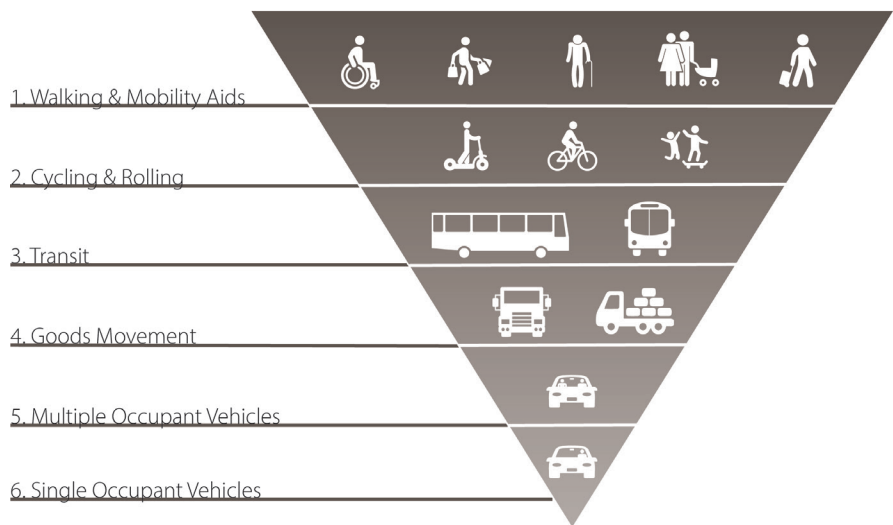 1. Walking & Mobility Aids
2. Cycling & Rolling
3. Transit
4. Goods Movement
5. Multiple Occupant Vehicles
6. Single Occupant Vehicles